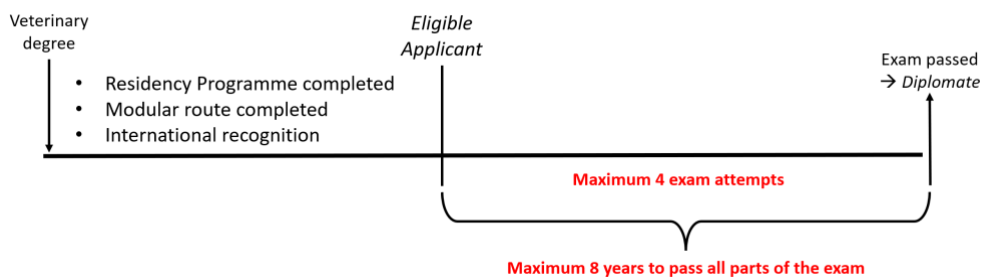 Veterinary
degree
Eligible
Applicant
Exam passed
→ Diplomate
• Residency Programme completed
• Modular route completed
• International recognition
Maximum 4 exam attempts
Maximum 8 years to pass all parts of the exam